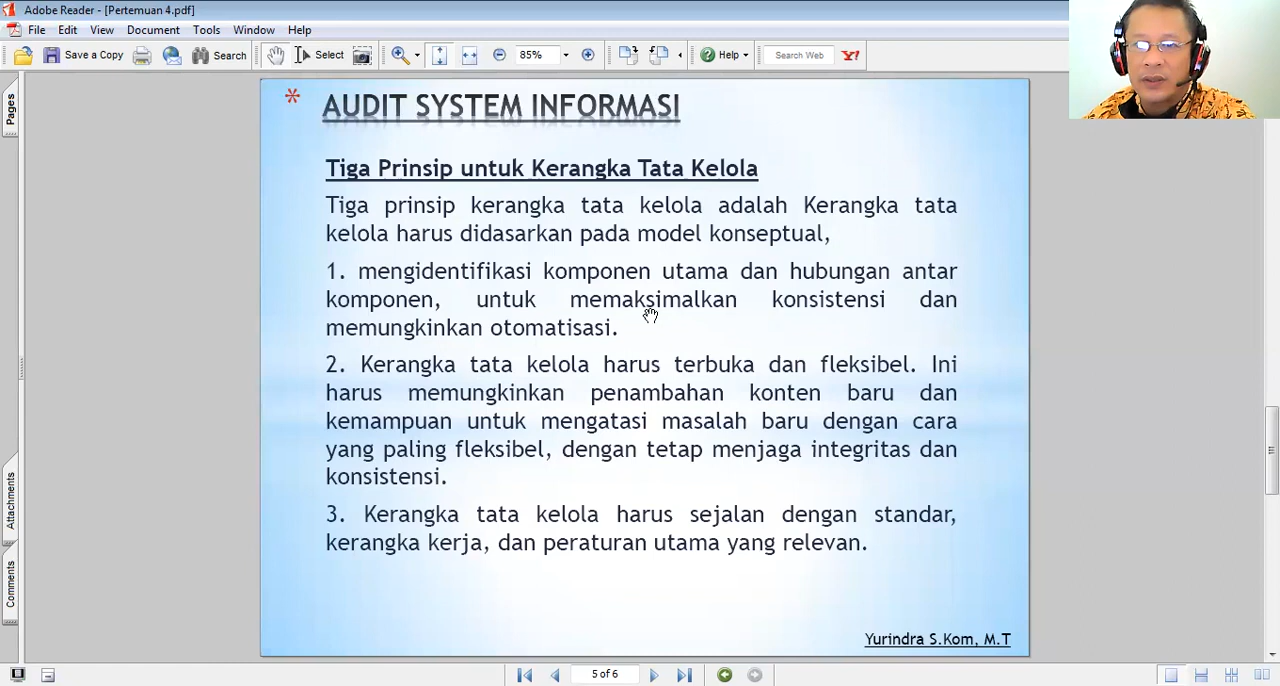 Adobe Reader - [Pertemuan 4.pdf]
File Edit View Document Tools Window Help
Save a Copy Search Select 85% Help Search Web Y!
Pages
Attachments
Comments
* AUDIT SYSTEM INFORMASI
Tiga Prinsip untuk Kerangka Tata Kelola
Tiga prinsip kerangka tata kelola adalah Kerangka tata
kelola harus didasarkan pada model konseptual,
1. mengidentifikasi komponen utama dan hubungan antar
komponen, untuk memaksimalkan konsistensi dan
memungkinkan otomatisasi.
2. Kerangka tata kelola harus terbuka dan fleksibel. Ini
harus memungkinkan penambahan konten baru dan
kemampuan untuk mengatasi masalah baru dengan cara
yang paling fleksibel, dengan tetap menjaga integritas dan
konsistensi.
3. Kerangka tata kelola harus sejalan dengan standar,
kerangka kerja, dan peraturan utama yang relevan.
Yurindra S.Kom, M.T
5 of 6